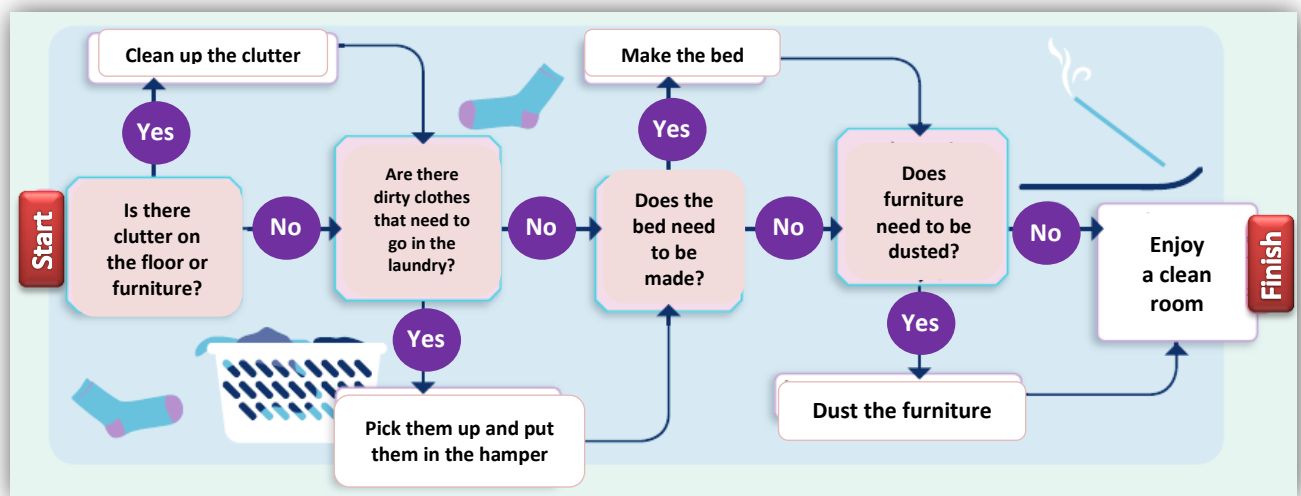 Start
Is there
clutter on
the floor or
furniture?
Yes
Clean up the clutter
No
Are there
dirty clothes
that need to
go in the
laundry?
Yes
Pick them up and put
them in the hamper
No
Does the
bed need
to be
made?
Yes
Make the bed
No
Does
furniture
need to be
dusted?
Yes
Dust the furniture
No
Enjoy
a clean
room
Finish